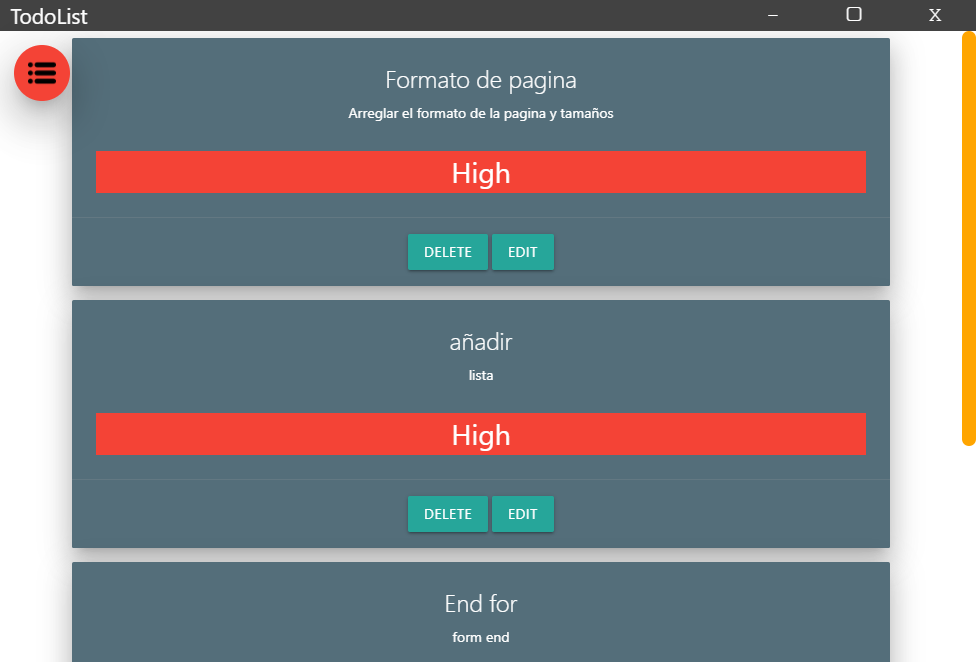 TodoList
Formato de pagina
Arreglar el formato de la pagina y tamaños
High
DELETE EDIT
añadir
lista
High
DELETE EDIT
End for
form end